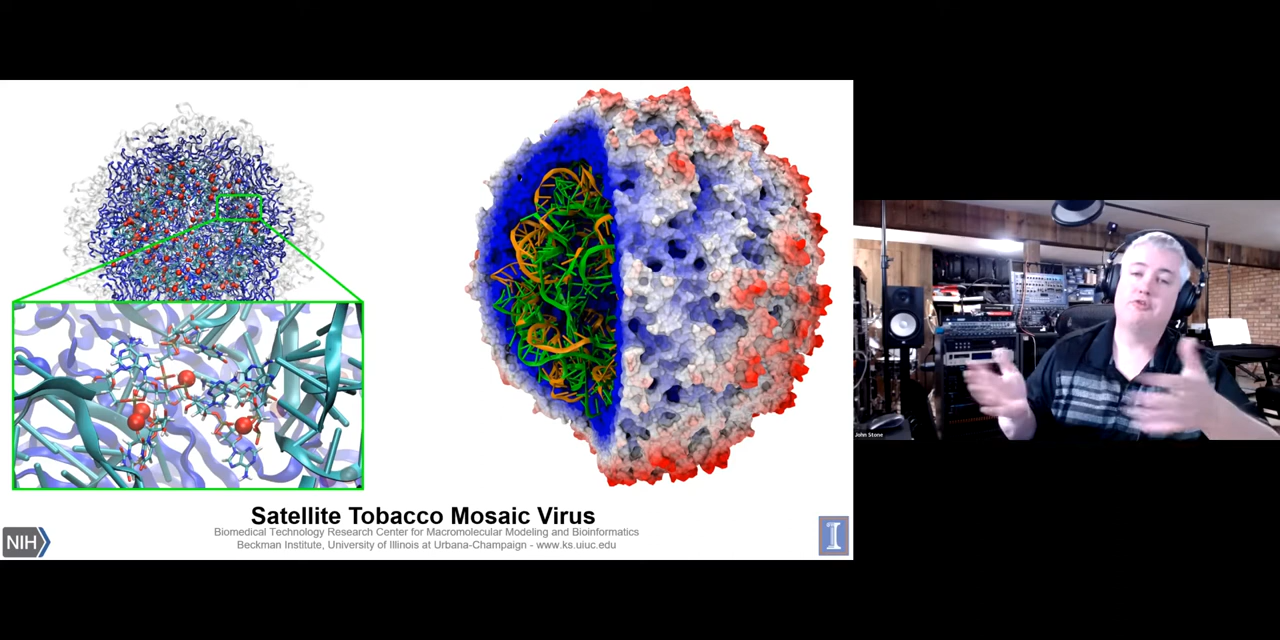 Satellite Tobacco Mosaic Virus
Biomedical Technology Research Center for Macromolecular Modeling and Bioinformatics
Beckman Institute, University of Illinois at Urbana-Champaign - www.ks.uiuc.edu
NIH
I
John Stone